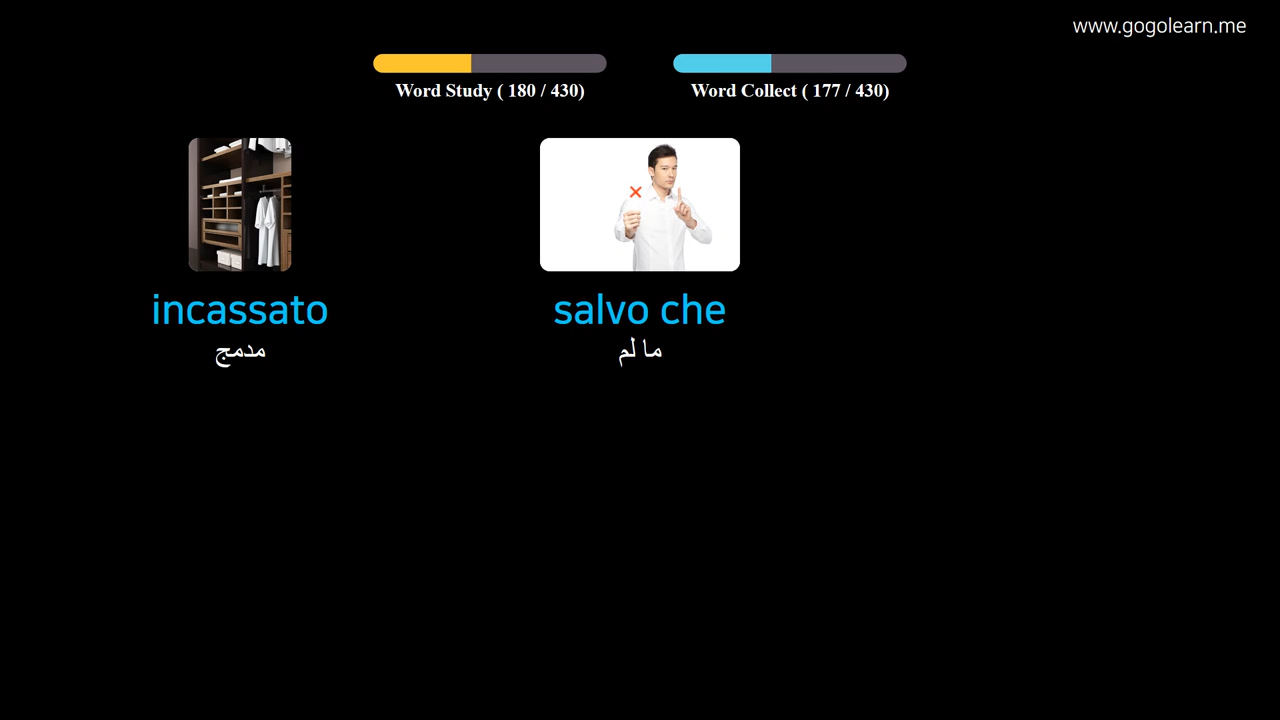 www.gogolearn.me
Word Study ( 180 / 430)
Word Collect ( 177 / 430)
incassato
مدمج
salvo che
ما لم